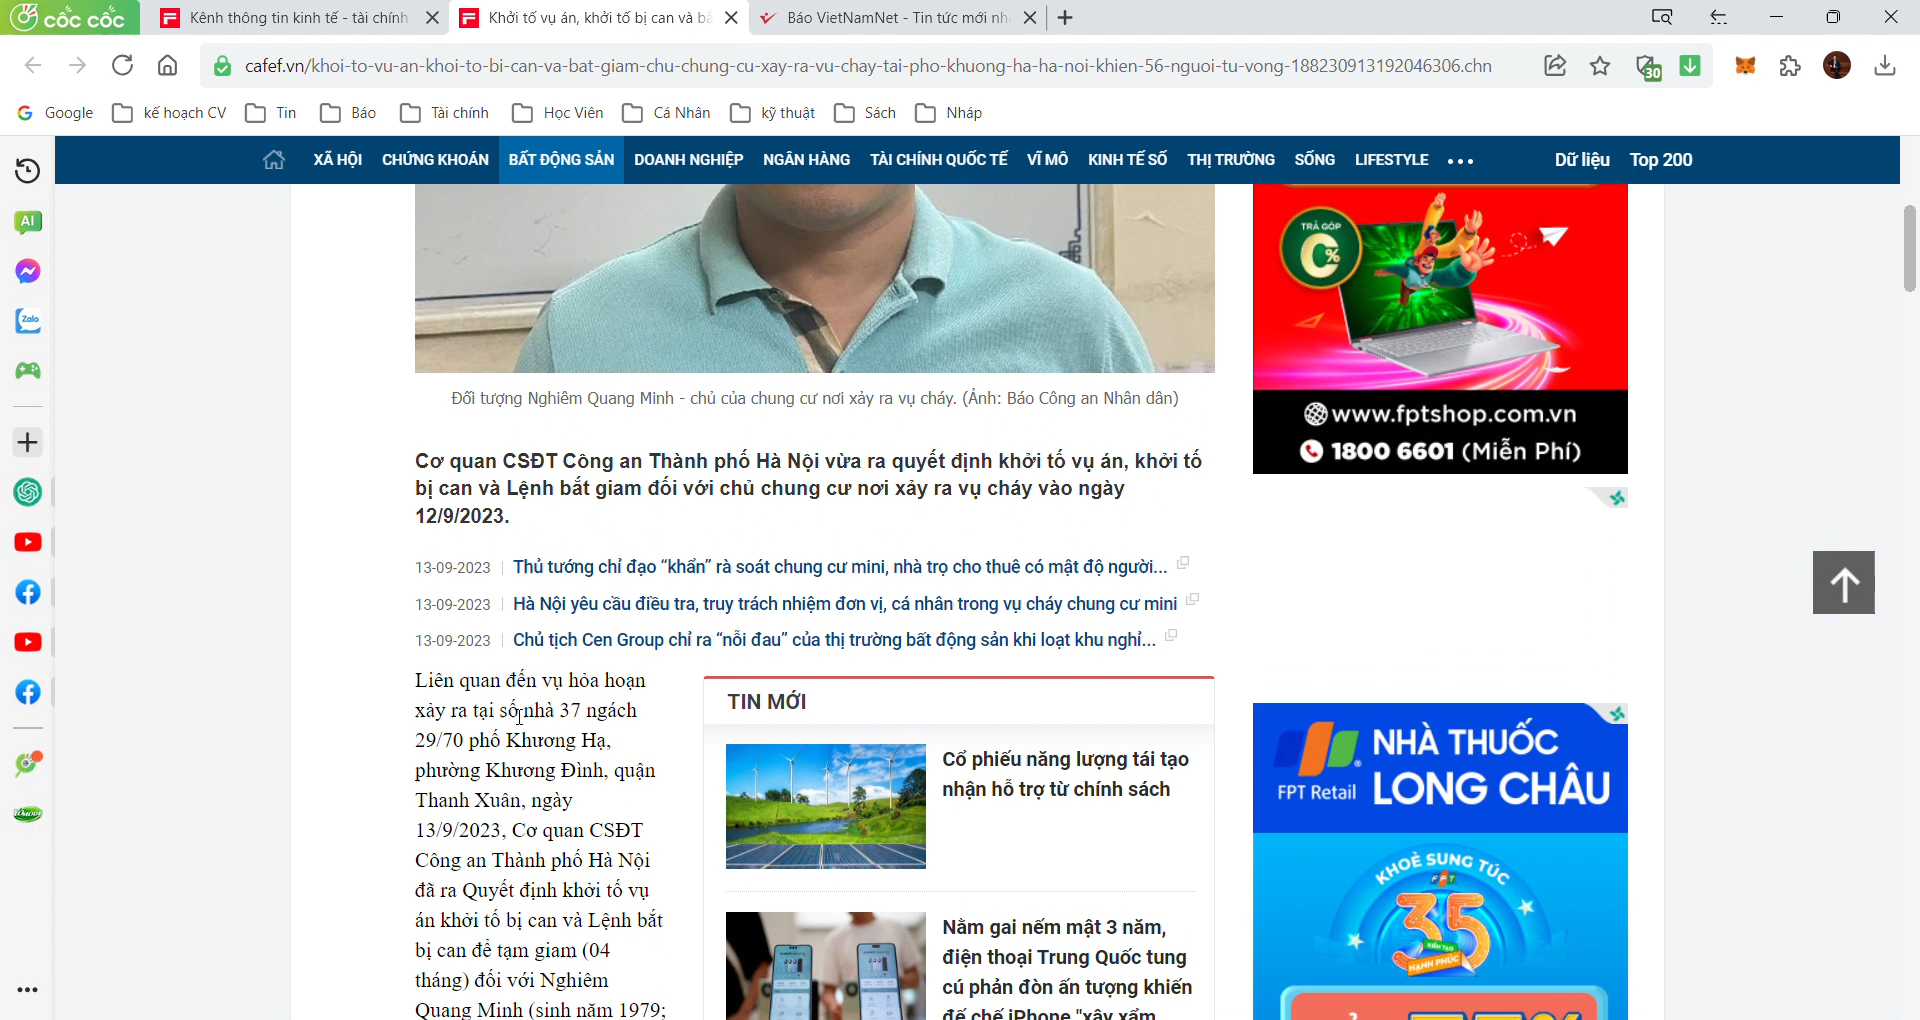 cốc cốc
Kênh thông tin kinh tế - tài chính
Khởi tố vụ án, khởi tố bị can và bắ
Báo VietNamNet - Tin tức mới nh
cafef.vn/khoi-to-vu-an-khoi-to-bi-can-va-bat-giam-chu-chung-cu-xay-ra-vu-chay-tai-pho-khuong-ha-ha-noi-khien-56-nguoi-tu-vong-188230913192046306.chn
30
Google
kế hoạch CV
Tin
Báo
Tài chính
Học Viên
Cá Nhân
kỹ thuật
Sách
Nháp
XÃ HỘI
CHỨNG KHOÁN
BẤT ĐỘNG SẢN
DOANH NGHIỆP
NGÂN HÀNG
TÀI CHÍNH QUỐC TẾ
VĨ MÔ
KINH TẾ SỐ
THỊ TRƯỜNG
SỐNG
LIFESTYLE
Dữ liệu
Top 200
AI
Zalo
Đối tượng Nghiêm Quang Minh - chủ của chung cư nơi xảy ra vụ cháy. (Ảnh: Báo Công an Nhân dân)
Cơ quan CSĐT Công an Thành phố Hà Nội vừa ra quyết định khởi tố vụ án, khởi tố
bị can và Lệnh bắt giam đối với chủ chung cư nơi xảy ra vụ cháy vào ngày
12/9/2023.
13-09-2023 Thủ tướng chỉ đạo “khẩn” rà soát chung cư mini, nhà trọ cho thuê có mật độ người...
13-09-2023 Hà Nội yêu cầu điều tra, truy trách nhiệm đơn vị, cá nhân trong vụ cháy chung cư mini
13-09-2023 Chủ tịch Cen Group chỉ ra “nỗi đau” của thị trường bất động sản khi loạt khu nghỉ...
Liên quan đến vụ hỏa hoạn
xảy ra tại số nhà 37 ngách
29/70 phố Khương Hạ,
phường Khương Đình, quận
Thanh Xuân, ngày
13/9/2023, Cơ quan CSĐT
Công an Thành phố Hà Nội
đã ra Quyết định khởi tố vụ
án khởi tố bị can và Lệnh bắt
bị can để tạm giam (04
tháng) đối với Nghiêm
Quang Minh (sinh năm 1979;
TIN MỚI
Cổ phiếu năng lượng tái tạo
nhận hỗ trợ từ chính sách
Nằm gai nếm mật 3 năm,
điện thoại Trung Quốc tung
cú phản đòn ấn tượng khiến
đế chế iPhone "xây xẩm
TRẢ GÓP
0%
www.fptshop.com.vn
1800 6601 (Miễn Phí)
FPT Retail
NHÀ THUỐC
LONG CHÂU
KHOẺ SUNG TÚC
FPT
35
KIẾN TẠO
HẠNH PHÚC